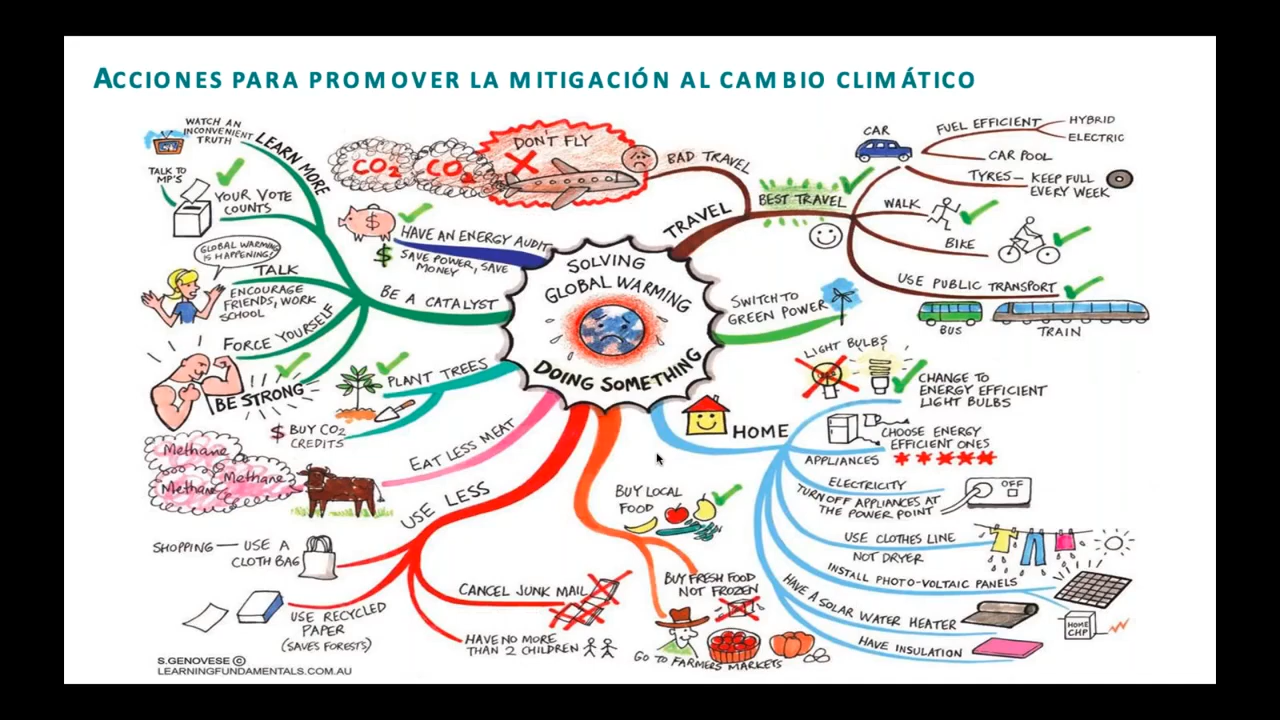 ACCIONES PARA PROMOVER LA MITIGACIÓN AL CAMBIO CLIMÁTICO
WATCH AN
INCONVENIENT
TRUTH
LEARN MORE
TALK TO
MP'S
YOUR VOTE
COUNTS
GLOBAL WARMING
IS HAPPENING!
TALK
ENCOURAGE
FRIENDS, WORK
SCHOOL
FORCE YOURSELF
BE STRONG
BE A CATALYST
CO2
CO2
DON'T FLY
BAD TRAVEL
TRAVEL
BEST TRAVEL
CAR
FUEL EFFICIENT
HYBRID
ELECTRIC
CAR POOL
TYRES – KEEP FULL
EVERY WEEK
WALK
BIKE
USE PUBLIC TRANSPORT
BUS
TRAIN
$
$
HAVE AN ENERGY AUDIT
SAVE POWER, SAVE
MONEY
SOLVING
GLOBAL WARMING
DOING SOMETHING
SWITCH TO
GREEN POWER
PLANT TREES
$ BUY CO2
CREDITS
EAT LESS MEAT
Methane
Methane
Methane
USE LESS
SHOPPING – USE A
CLOTH BAG
USE RECYCLED
PAPER
(SAVES FORESTS)
CANCEL JUNK MAIL
HAVE NO MORE
THAN 2 CHILDREN
BUY LOCAL
FOOD
BUY FRESH FOOD
NOT FROZEN
GO TO FARMERS MARKETS
HOME
LIGHT BULBS
CHANGE TO
ENERGY EFFICIENT
LIGHT BULBS
CHOOSE ENERGY
EFFICIENT ONES
APPLIANCES
ELECTRICITY
TURN OFF APPLIANCES AT
THE POWER POINT
OFF
USE CLOTHES LINE
NOT DRYER
INSTALL PHOTO-VOLTAIC PANELS
HOME
CHP
HAVE A SOLAR WATER HEATER
HAVE INSULATION
S.GENOVESE ©
LEARNINGFUNDAMENTALS.COM.AU